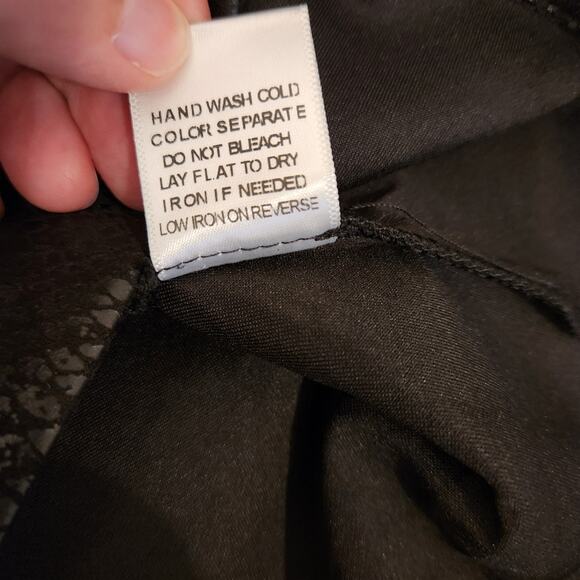 HAND WASH COLD
COLOR SEPARATE
DO NOT BLEACH
LAY FLAT TO DRY
IRON IF NEEDED
LOW IRON ON REVERSE